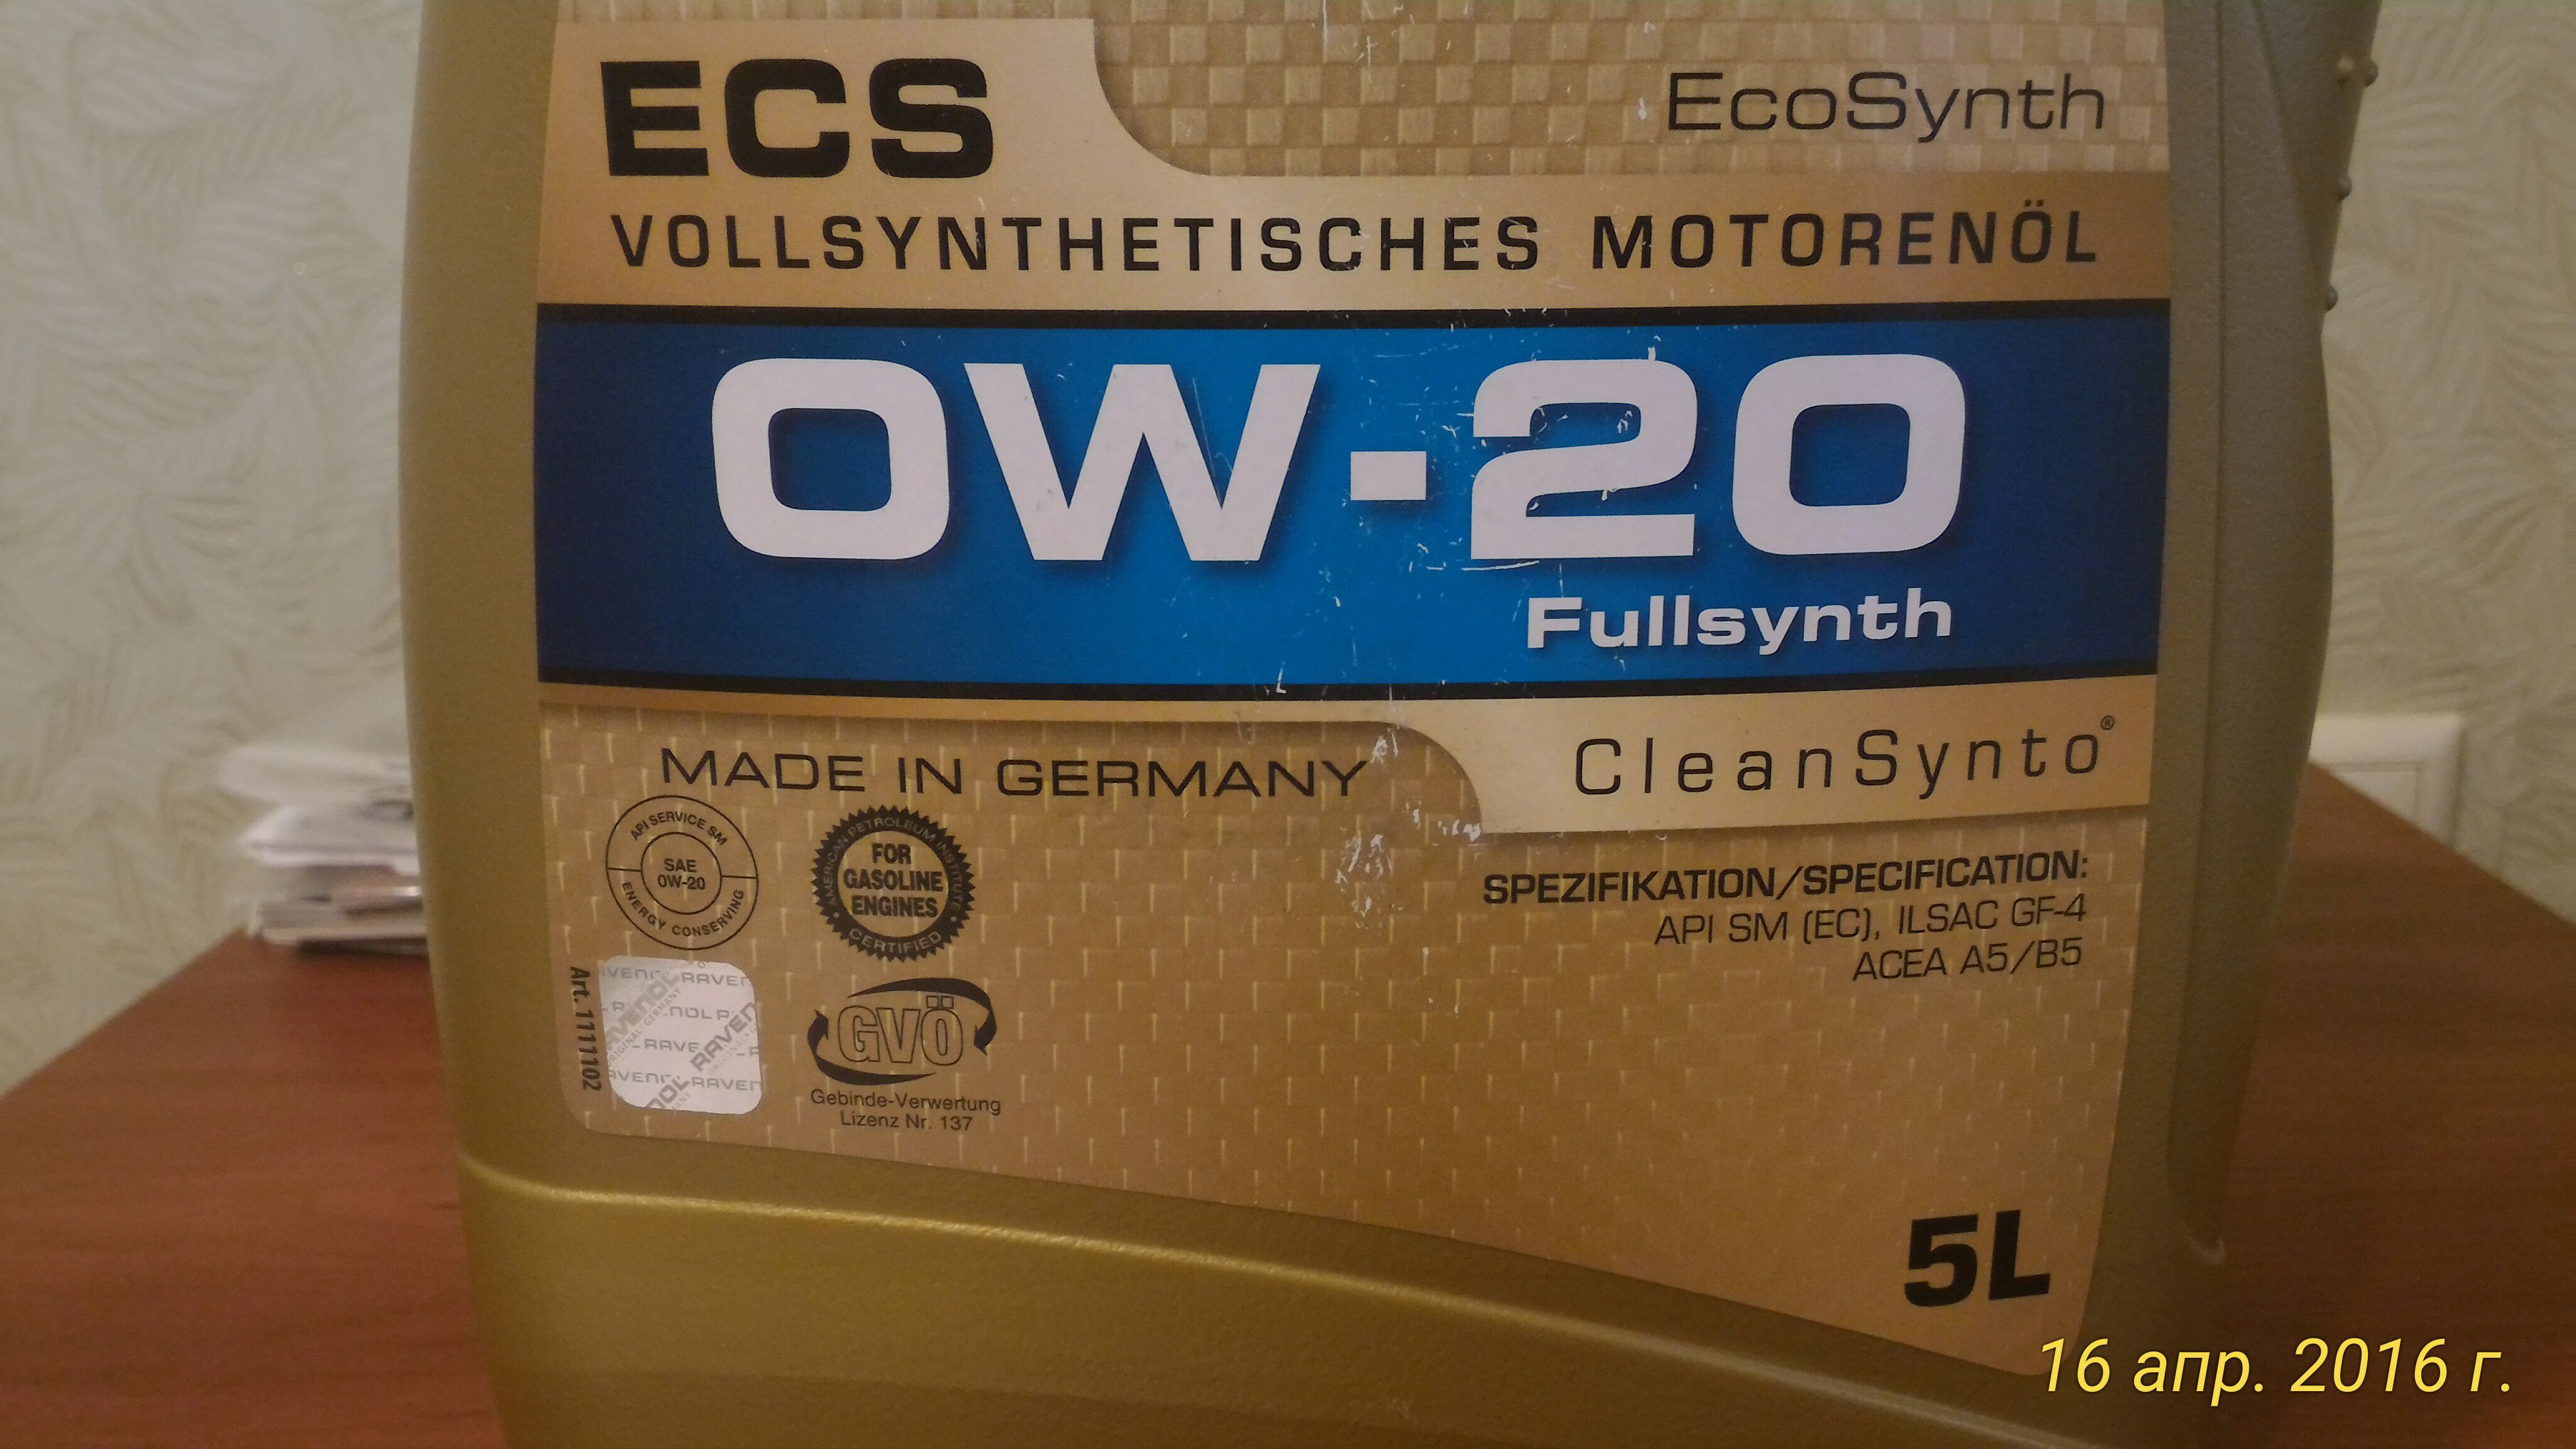 ECS
EcoSynth
VOLLSYNTHETISCHES MOTORENÖL
0W-20
Fullsynth
CleanSynto®
MADE IN GERMANY
API SERVICE SM
SAE
0W-20
ENERGY CONSERVING
AMERICAN PETROLEUM INSTITUTE
FOR
GASOLINE
ENGINES
CERTIFIED
SPEZIFIKATION/SPECIFICATION:
API SM (EC), ILSAC GF-4
ACEA A5/B5
Art. 1111102
RAVENOL
ORIGINAL GERMANY
GVÖ
Gebinde-Verwertung
Lizenz Nr. 137
5L
16 апр. 2016 г.